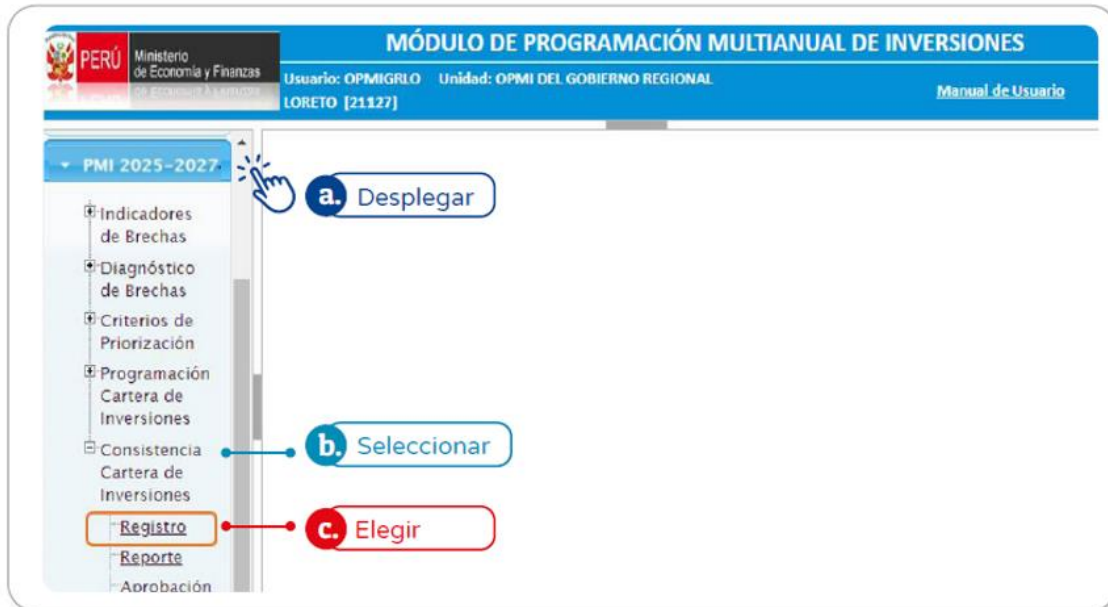 PERÚ
Ministerio
de Economía y Finanzas
MÓDULO DE PROGRAMACIÓN MULTIANUAL DE INVERSIONES
Usuario: OPMIGRLO Unidad: OPMI DEL GOBIERNO REGIONAL
LORETO [21127]
Manual de Usuario
PMI 2025-2027
a. Desplegar
Indicadores
de Brechas
Diagnóstico
de Brechas
Criterios de
Priorización
Programación
Cartera de
Inversiones
Consistencia
Cartera de
Inversiones
b. Seleccionar
Registro
c. Elegir
Reporte
Aprobación